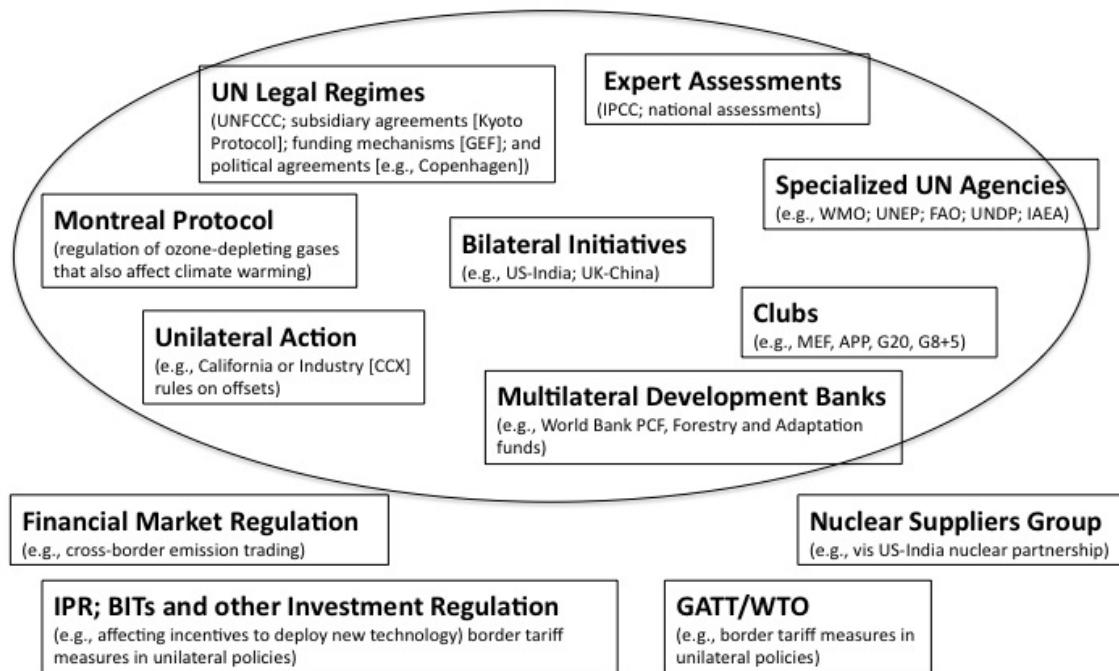 UN Legal Regimes
(UNFCCC; subsidiary agreements [Kyoto
Protocol]; funding mechanisms [GEF]; and
political agreements [e.g., Copenhagen])
Expert Assessments
(IPCC; national assessments)
Specialized UN Agencies
(e.g., WMO; UNEP; FAO; UNDP; IAEA)
Montreal Protocol
(regulation of ozone-depleting gases
that also affect climate warming)
Bilateral Initiatives
(e.g., US-India; UK-China)
Clubs
(e.g., MEF, APP, G20, G8+5)
Unilateral Action
(e.g., California or Industry [CCX]
rules on offsets)
Multilateral Development Banks
(e.g., World Bank PCF, Forestry and Adaptation
funds)
Financial Market Regulation
(e.g., cross-border emission trading)
Nuclear Suppliers Group
(e.g., vis US-India nuclear partnership)
IPR; BITs and other Investment Regulation
(e.g., affecting incentives to deploy new technology) border tariff
measures in unilateral policies)
GATT/WTO
(e.g., border tariff measures in
unilateral policies)